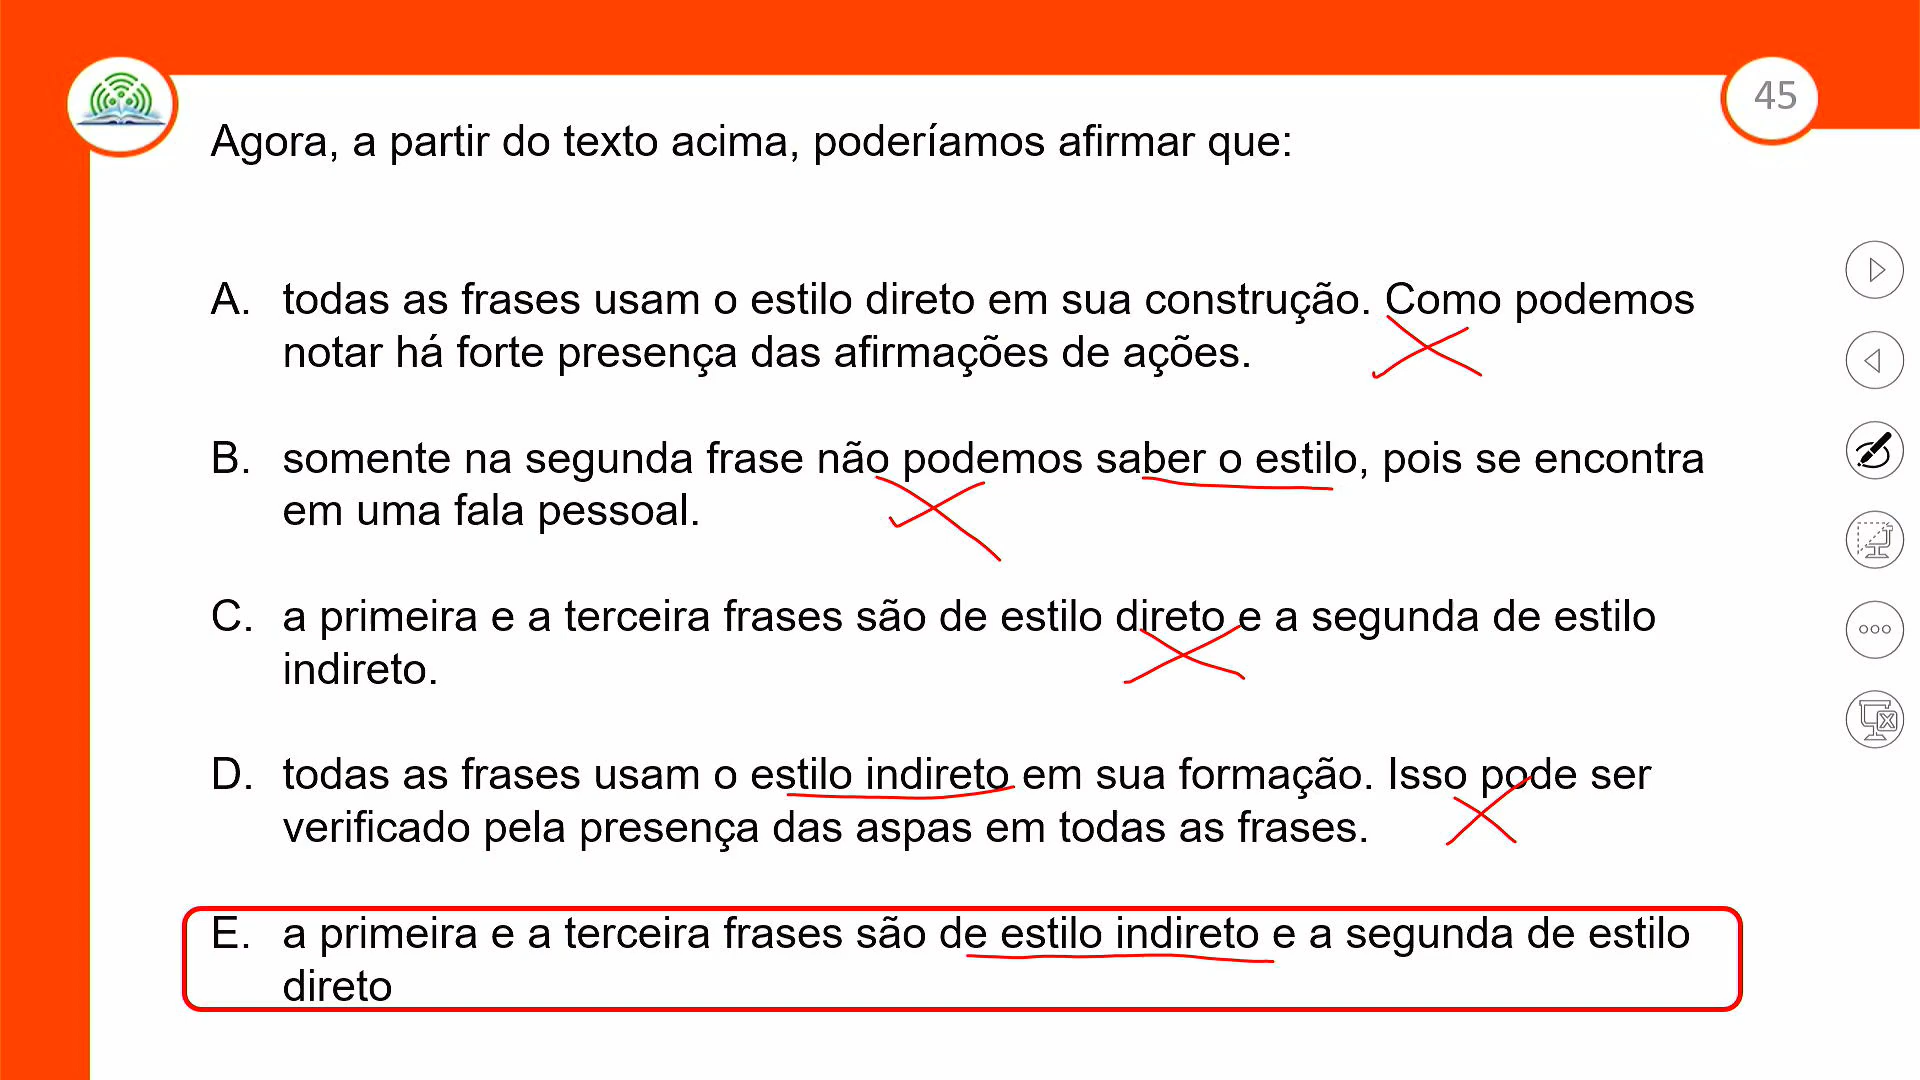 45
Agora, a partir do texto acima, poderíamos afirmar que:
A. todas as frases usam o estilo direto em sua construção. Como podemos
notar há forte presença das afirmações de ações.
B. somente na segunda frase não podemos saber o estilo, pois se encontra
em uma fala pessoal.
C. a primeira e a terceira frases são de estilo direto e a segunda de estilo
indireto.
D. todas as frases usam o estilo indireto em sua formação. Isso pode ser
verificado pela presença das aspas em todas as frases.
E. a primeira e a terceira frases são de estilo indireto e a segunda de estilo
direto